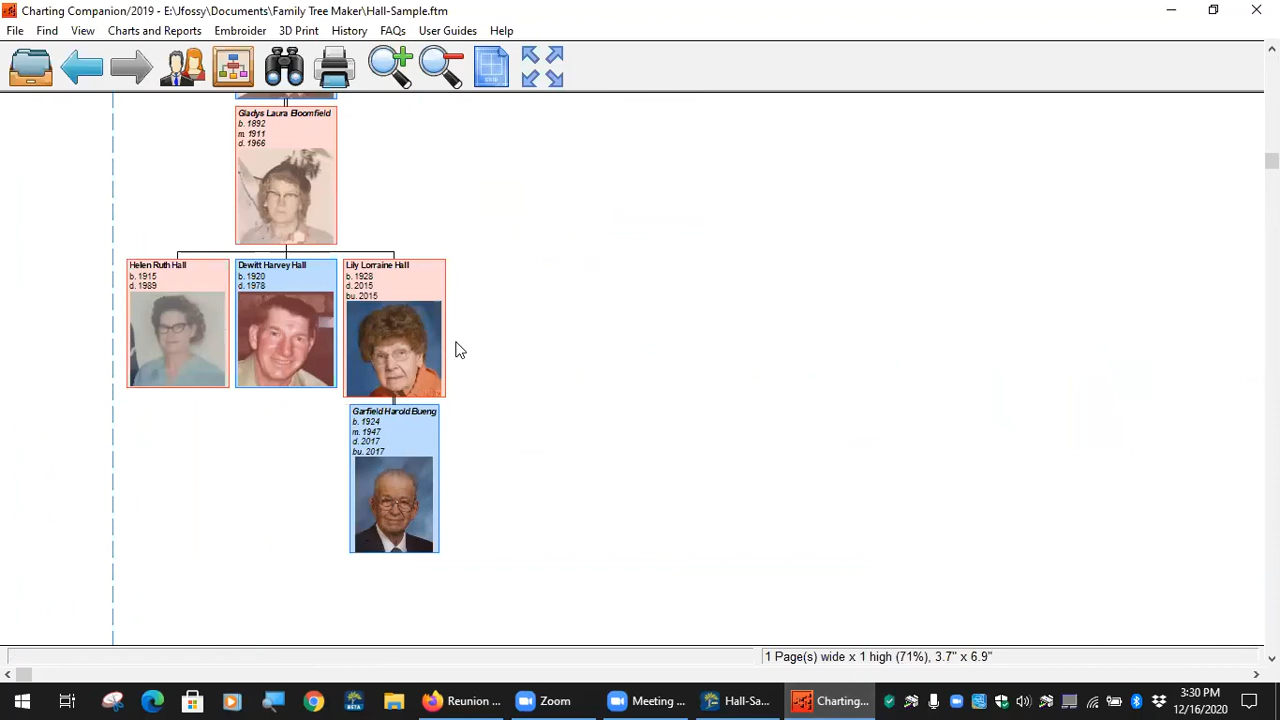 Charting Companion/2019 - E:\Jfossy\Documents\Family Tree Maker\Hall-Sample.ftm
File Find View Charts and Reports Embroider 3D Print History FAQs User Guides Help
Gladys Laura Bloomfield
b. 1892
m. 1911
d. 1966
Helen Ruth Hall
b. 1915
d. 1989
Dewitt Harvey Hall
b. 1920
d. 1978
Lily Lorraine Hall
b. 1928
d. 2015
bu. 2015
Garfield Harold Bueng
b. 1924
m. 1947
d. 2017
bu. 2017
1 Page(s) wide x 1 high (71%), 3.7" x 6.9"
Reunion ... Zoom Meeting ... Hall-Sa... Charting...
3:30 PM
12/16/2020